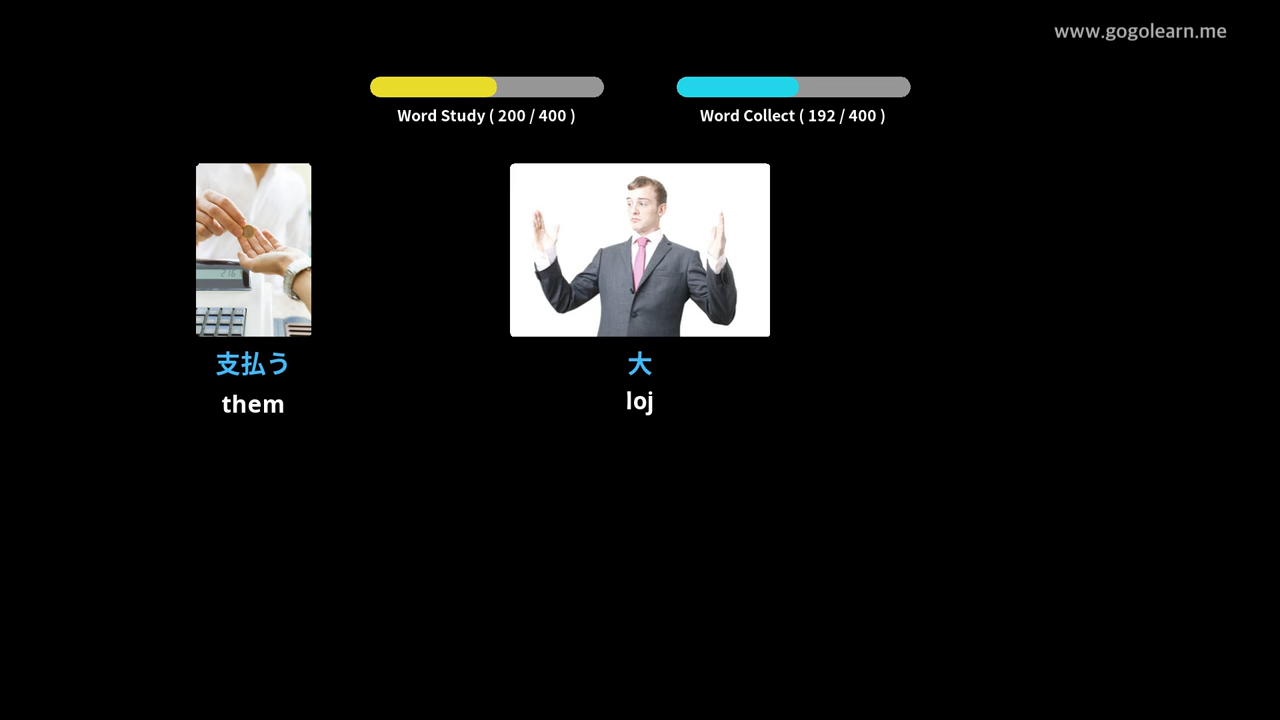 www.gogolearn.me
Word Study ( 200 / 400 )
Word Collect ( 192 / 400 )
支払う
them
大
loj